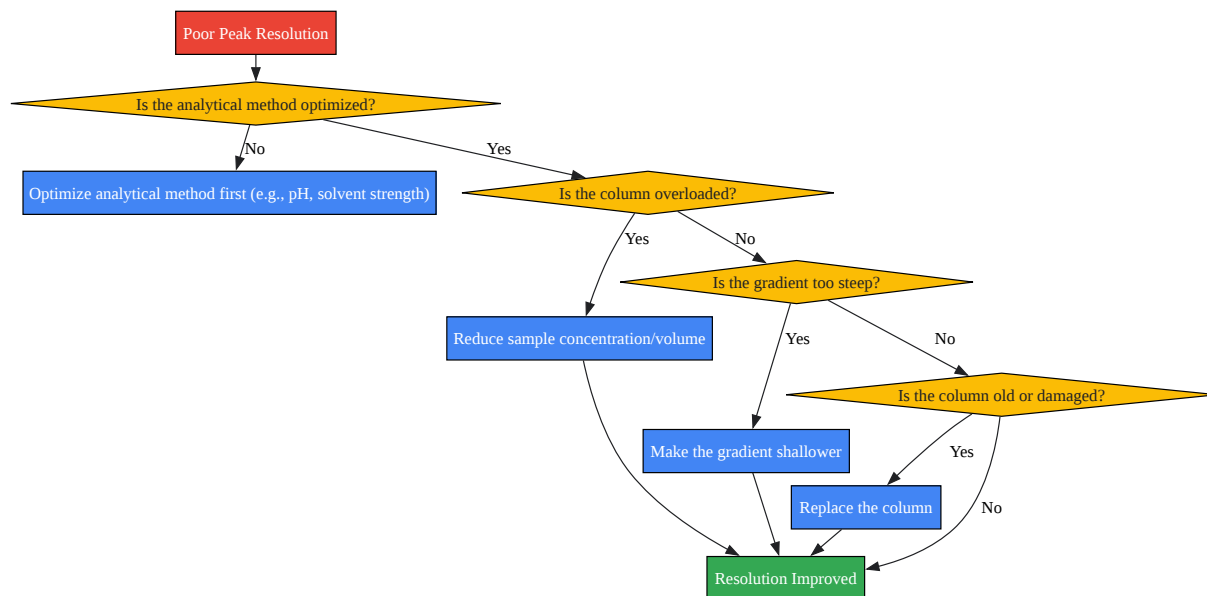 Poor Peak Resolution
Is the analytical method optimized?
No
Yes
Optimize analytical method first (e.g., pH, solvent strength)
Is the column overloaded?
Yes
No
Is the gradient too steep?
Reduce sample concentration/volume
Yes
No
Is the column old or damaged?
Make the gradient shallower
Yes
Replace the column
No
Resolution Improved